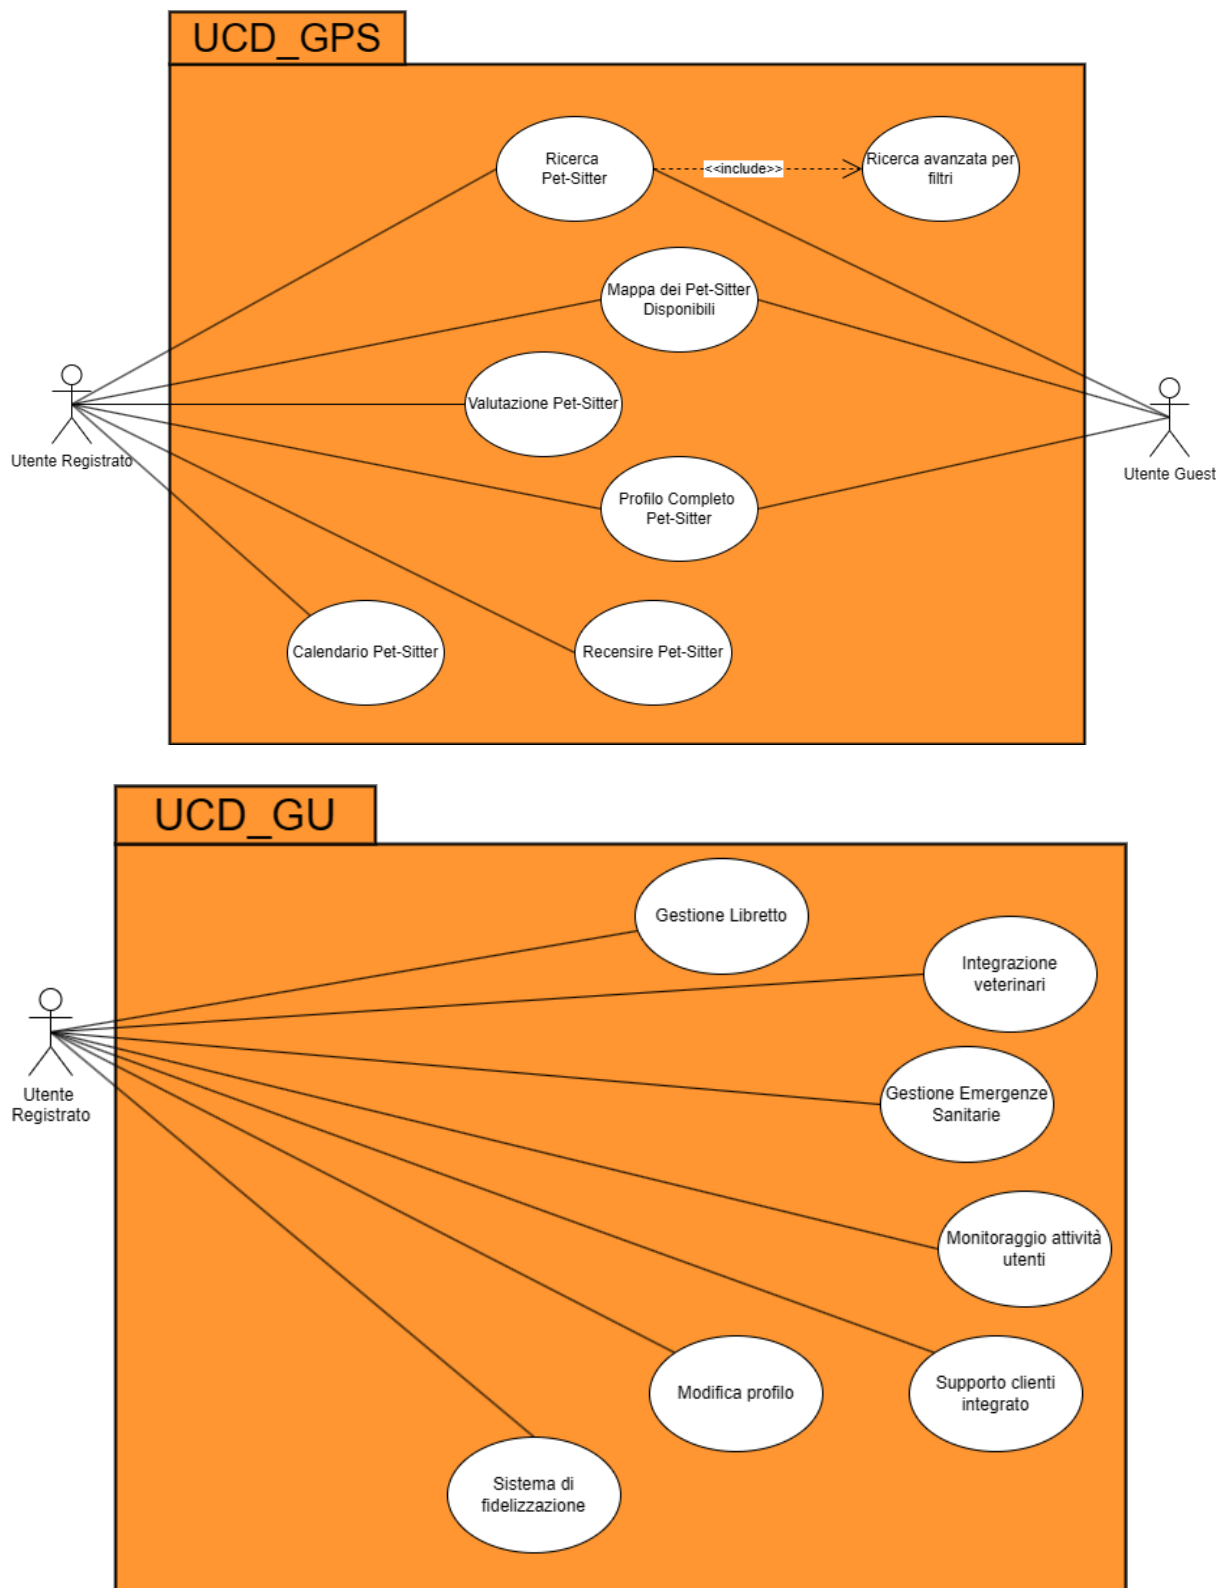 UCD_GPS
Ricerca
Pet-Sitter
<<include>>
Ricerca avanzata per
filtri
Mappa dei Pet-Sitter
Disponibili
Valutazione Pet-Sitter
Utente Registrato
Utente Guest
Profilo Completo
Pet-Sitter
Calendario Pet-Sitter
Recensire Pet-Sitter
UCD_GU
Gestione Libretto
Integrazione
veterinari
Utente
Registrato
Gestione Emergenze
Sanitarie
Monitoraggio attività
utenti
Modifica profilo
Supporto clienti
integrato
Sistema di
fidelizzazione